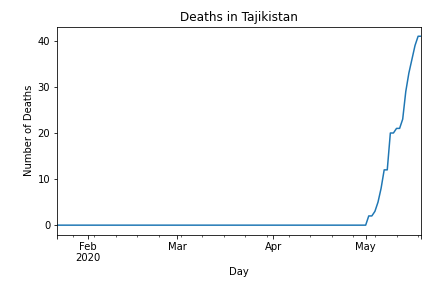 Deaths in Tajikistan
Number of Deaths
40
30
20
10
0
Feb
2020
Mar
Apr
May
Day